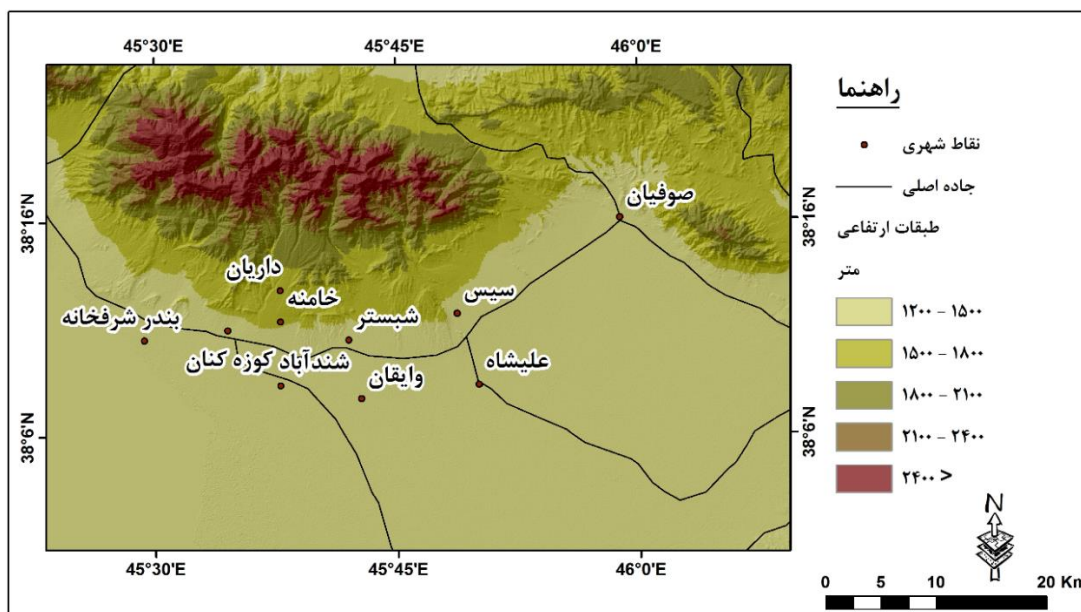 45°30'E 45°45'E 46°0'E
38°16'N
38°6'N
صوفیان
داریان
خامنه
سیس
شبستر
بندر شرفخانه
کوزه کنان
شندآباد
وایقان
علیشاه
38°16'N
38°6'N
45°30'E 45°45'E 46°0'E
راهنما
نقاط شهری
جاده اصلی
طبقات ارتفاعی
متر
۱۲۰۰ – ۱۵۰۰
۱۵۰۰ – ۱۸۰۰
۱۸۰۰ – ۲۱۰۰
۲۱۰۰ – ۲۴۰۰
۲۴۰۰ <
N
0 5 10 20 Km